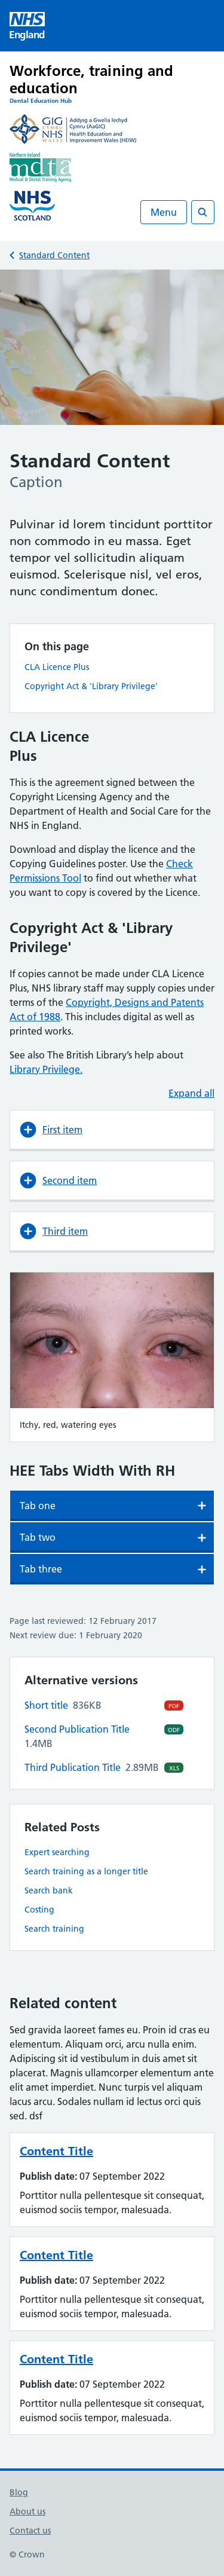 NHS
England
Workforce, training and
education
Dental Education Hub
GIG
CYMRU
NHS
WALES
Addysg a Gwella Iechyd
Cymru (AaGIC)
Health Education and
Improvement Wales (HEIW)
Northern Ireland
mdta
Medical & Dental Training Agency
NHS
SCOTLAND
Menu
Standard Content
Standard Content
Caption
Pulvinar id lorem tincidunt porttitor
commodo in eu massa. Eget
tempor vel sollicitudin aliquam
euismod. Scelerisque nisl, vel eros,
nunc condimentum donec.
On this page
CLA Licence Plus
Copyright Act & 'Library Privilege'
CLA Licence
Plus
This is the agreement signed between the
Copyright Licensing Agency and the
Department of Health and Social Care for the
NHS in England.
Download and display the licence and the
Copying Guidelines poster. Use the Check
Permissions Tool to find out whether what
you want to copy is covered by the Licence.
Copyright Act & 'Library
Privilege'
If copies cannot be made under CLA Licence
Plus, NHS library staff may supply copies under
terms of the Copyright, Designs and Patents
Act of 1988. This includes digital as well as
printed works.
See also The British Library’s help about
Library Privilege.
Expand all
First item
Second item
Third item
Itchy, red, watering eyes
HEE Tabs Width With RH
Tab one
Tab two
Tab three
Page last reviewed: 12 February 2017
Next review due: 1 February 2020
Alternative versions
Short title 836KB PDF
Second Publication Title ODF
1.4MB
Third Publication Title 2.89MB XLS
Related Posts
Expert searching
Search training as a longer title
Search bank
Costing
Search training
Related content
Sed gravida laoreet fames eu. Proin id cras eu
elementum. Aliquam orci, arcu nulla enim.
Adipiscing sit id vestibulum in duis amet sit
placerat. Magnis ullamcorper elementum ante
elit amet imperdiet. Nunc turpis vel aliquam
lacus arcu. Sodales nullam id lectus orci quis
sed. dsf
Content Title
Publish date: 07 September 2022
Porttitor nulla pellentesque sit consequat,
euismod sociis tempor, malesuada.
Content Title
Publish date: 07 September 2022
Porttitor nulla pellentesque sit consequat,
euismod sociis tempor, malesuada.
Content Title
Publish date: 07 September 2022
Porttitor nulla pellentesque sit consequat,
euismod sociis tempor, malesuada.
Blog
About us
Contact us
© Crown